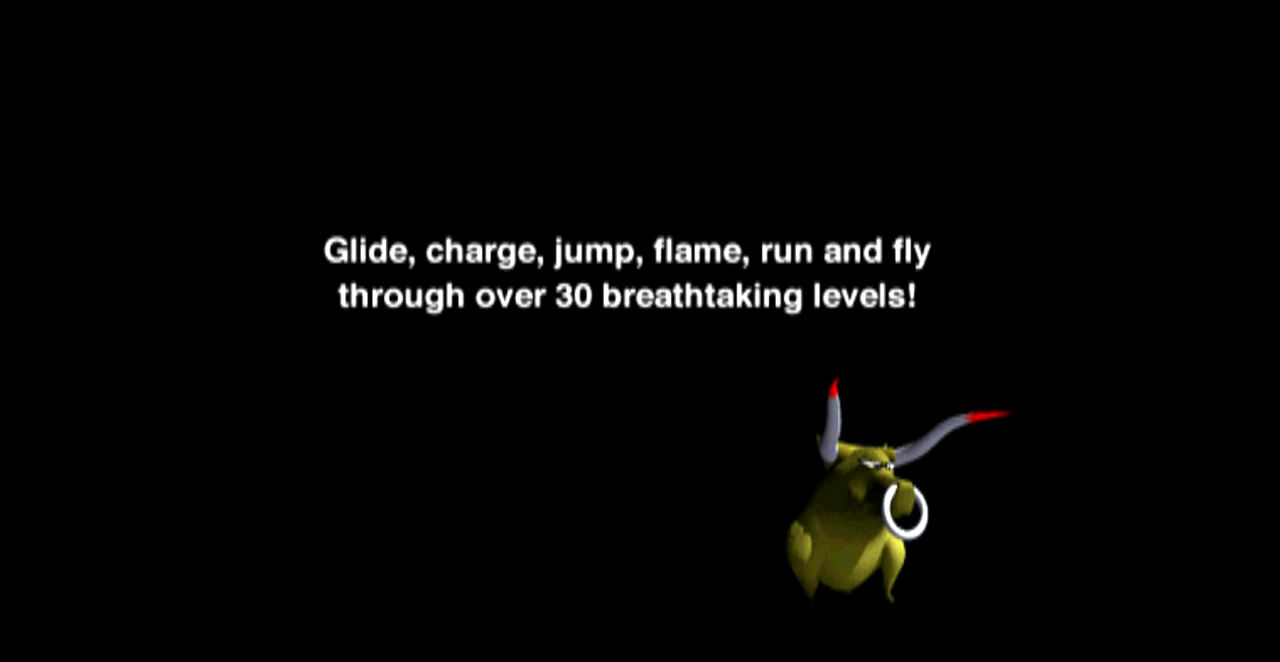 Glide, charge, jump, flame, run and fly
through over 30 breathtaking levels!